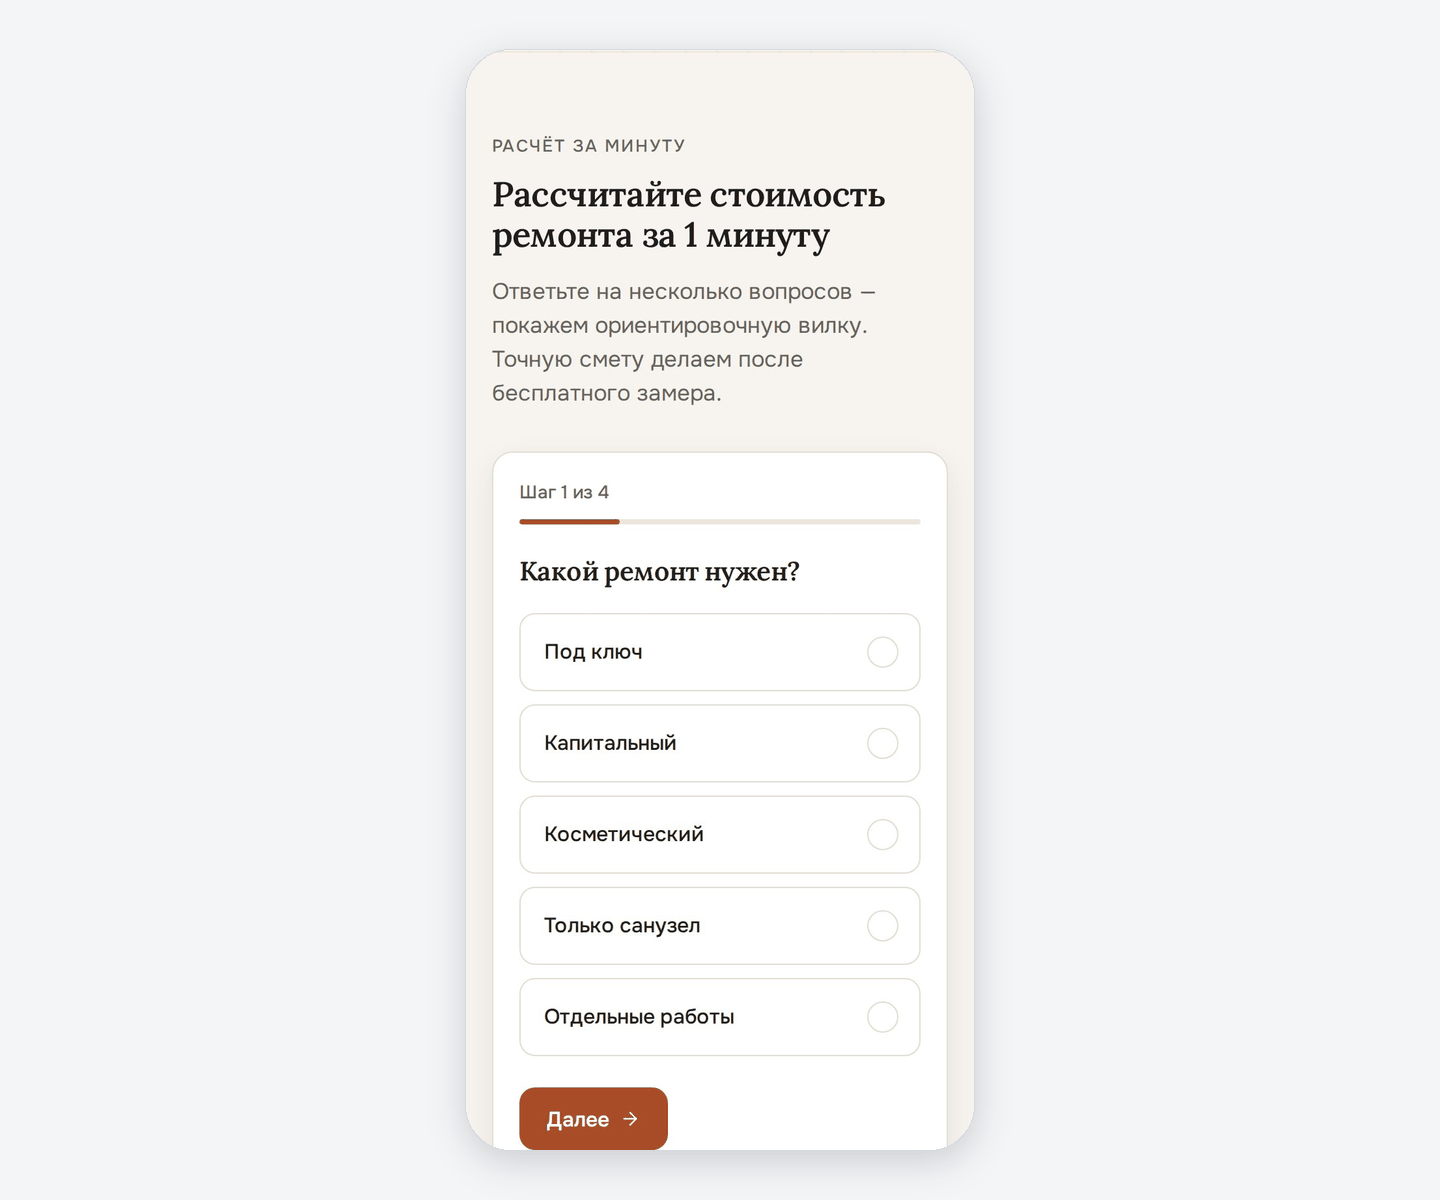 РАСЧЁТ ЗА МИНУТУ
Рассчитайте стоимость
ремонта за 1 минуту
Ответьте на несколько вопросов —
покажем ориентировочную вилку.
Точную смету делаем после
бесплатного замера.
Шаг 1 из 4
Какой ремонт нужен?
Под ключ
Капитальный
Косметический
Только санузел
Отдельные работы
Далее →